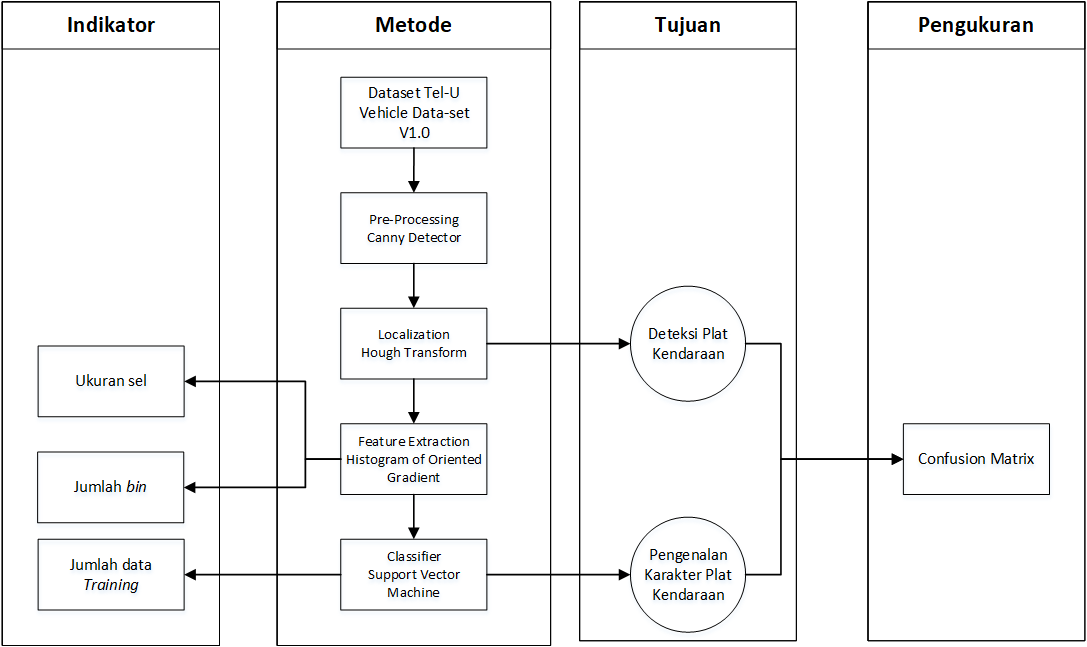 Indikator
Metode
Tujuan
Pengukuran
Dataset Tel-U
Vehicle Data-set
V1.0
Pre-Processing
Canny Detector
Localization
Hough Transform
Deteksi Plat
Kendaraan
Ukuran sel
Feature Extraction
Histogram of Oriented
Gradient
Confusion Matrix
Jumlah bin
Jumlah data
Training
Classifier
Support Vector
Machine
Pengenalan
Karakter Plat
Kendaraan